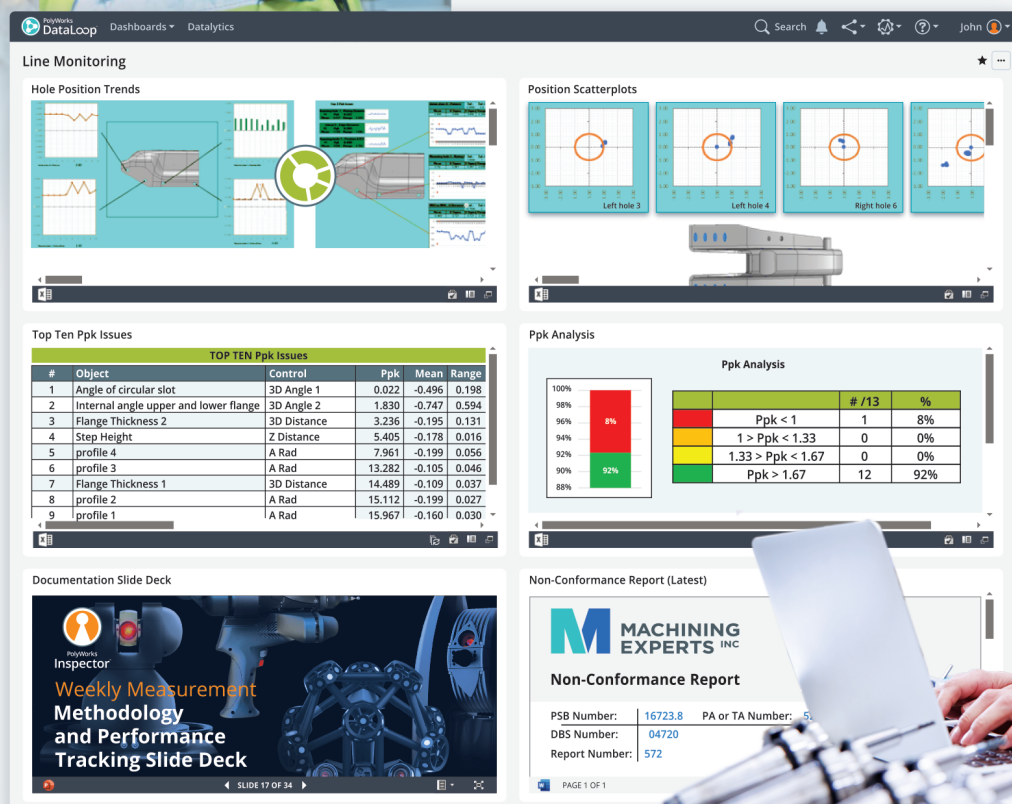 PolyWorks
DataLoop
Dashboards
Datalytics
Search
John
Line Monitoring
Hole Position Trends
Position Scatterplots
Left hole 3
Left hole 4
Right hole 6
Top Ten Ppk Issues
TOP TEN Ppk Issues
# Object Control Ppk Mean Range
1 Angle of circular slot 3D Angle 1 0.022 -0.496 0.198
2 Internal angle upper and lower flange 3D Angle 2 1.830 -0.747 0.594
3 Flange Thickness 2 3D Distance 3.236 -0.195 0.131
4 Step Height Z Distance 5.405 -0.178 0.016
5 profile 4 A Rad 7.961 -0.199 0.056
6 profile 3 A Rad 13.282 -0.105 0.046
7 Flange Thickness 1 3D Distance 14.489 -0.109 0.037
8 profile 2 A Rad 15.112 -0.199 0.027
9 profile 1 A Rad 15.967 -0.160 0.030
Ppk Analysis
Ppk Analysis
100%
98%
96%
94%
92%
90%
88%
8%
92%
# /13 %
Ppk < 1 1 8%
1 > Ppk < 1.33 0 0%
1.33 > Ppk < 1.67 0 0%
Ppk > 1.67 12 92%
Documentation Slide Deck
PolyWorks
Inspector
Weekly Measurement
Methodology
and Performance
Tracking Slide Deck
SLIDE 17 OF 34
Non-Conformance Report (Latest)
M MACHINING
EXPERTS INC
Non-Conformance Report
PSB Number: 16723.8 PA or TA Number:
DBS Number: 04720
Report Number: 572
PAGE 1 OF 1